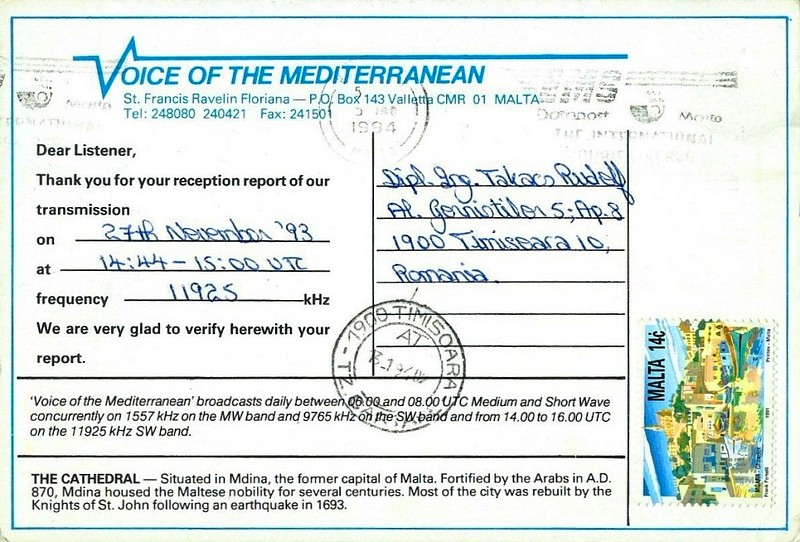 VOICE OF THE MEDITERRANEAN
St. Francis Ravelin Floriana — P.O. Box 143 Valletta CMR 01 MALTA
Tel: 248080 240421 Fax: 241501
1994
Datapost
THE INTERNATIONAL
Dear Listener,
Thank you for your reception report of our
transmission
on 27th November '93
at 14:44 – 15:00 UTC
frequency 11925 kHz
We are very glad to verify herewith your
report.
Dipl. Ing. Takacs Rudolf
Al. 5; Ap. 8
1900 Timisoara 10,
Romania.
1900 TIMISOARA
AT
MALTA 14c
'Voice of the Mediterranean' broadcasts daily between 06.00 and 08.00 UTC Medium and Short Wave
concurrently on 1557 kHz on the MW band and 9765 kHz on the SW band and from 14.00 to 16.00 UTC
on the 11925 kHz SW band.
THE CATHEDRAL — Situated in Mdina, the former capital of Malta. Fortified by the Arabs in A.D.
870, Mdina housed the Maltese nobility for several centuries. Most of the city was rebuilt by the
Knights of St. John following an earthquake in 1693.